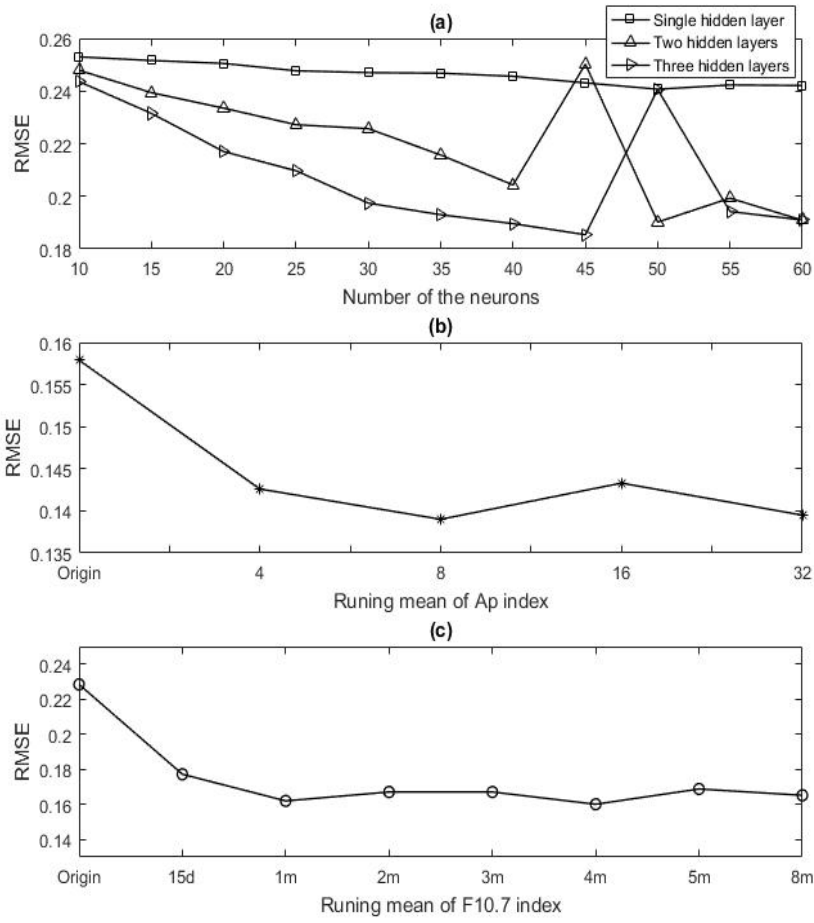 (a)
Single hidden layer
Two hidden layers
Three hidden layers
0.26
0.24
0.22
0.2
0.18
RMSE
10 15 20 25 30 35 40 45 50 55 60
Number of the neurons
(b)
0.16
0.155
0.15
0.145
0.14
0.135
RMSE
Origin 4 8 16 32
Runing mean of Ap index
(c)
0.24
0.22
0.2
0.18
0.16
0.14
RMSE
Origin 15d 1m 2m 3m 4m 5m 8m
Runing mean of F10.7 index